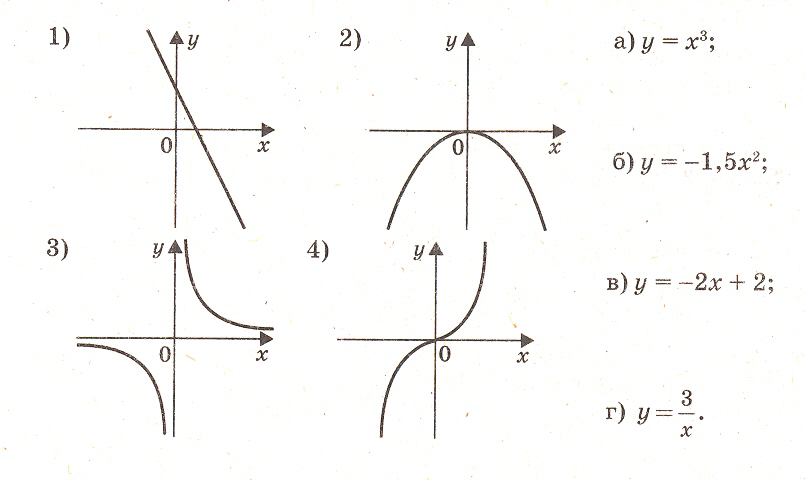 1)
y
0
x
2)
y
0
x
а) y = x³;
б) y = −1,5x²;
3)
y
0
x
4)
y
0
x
в) y = −2x + 2;
г) y = 3/x.